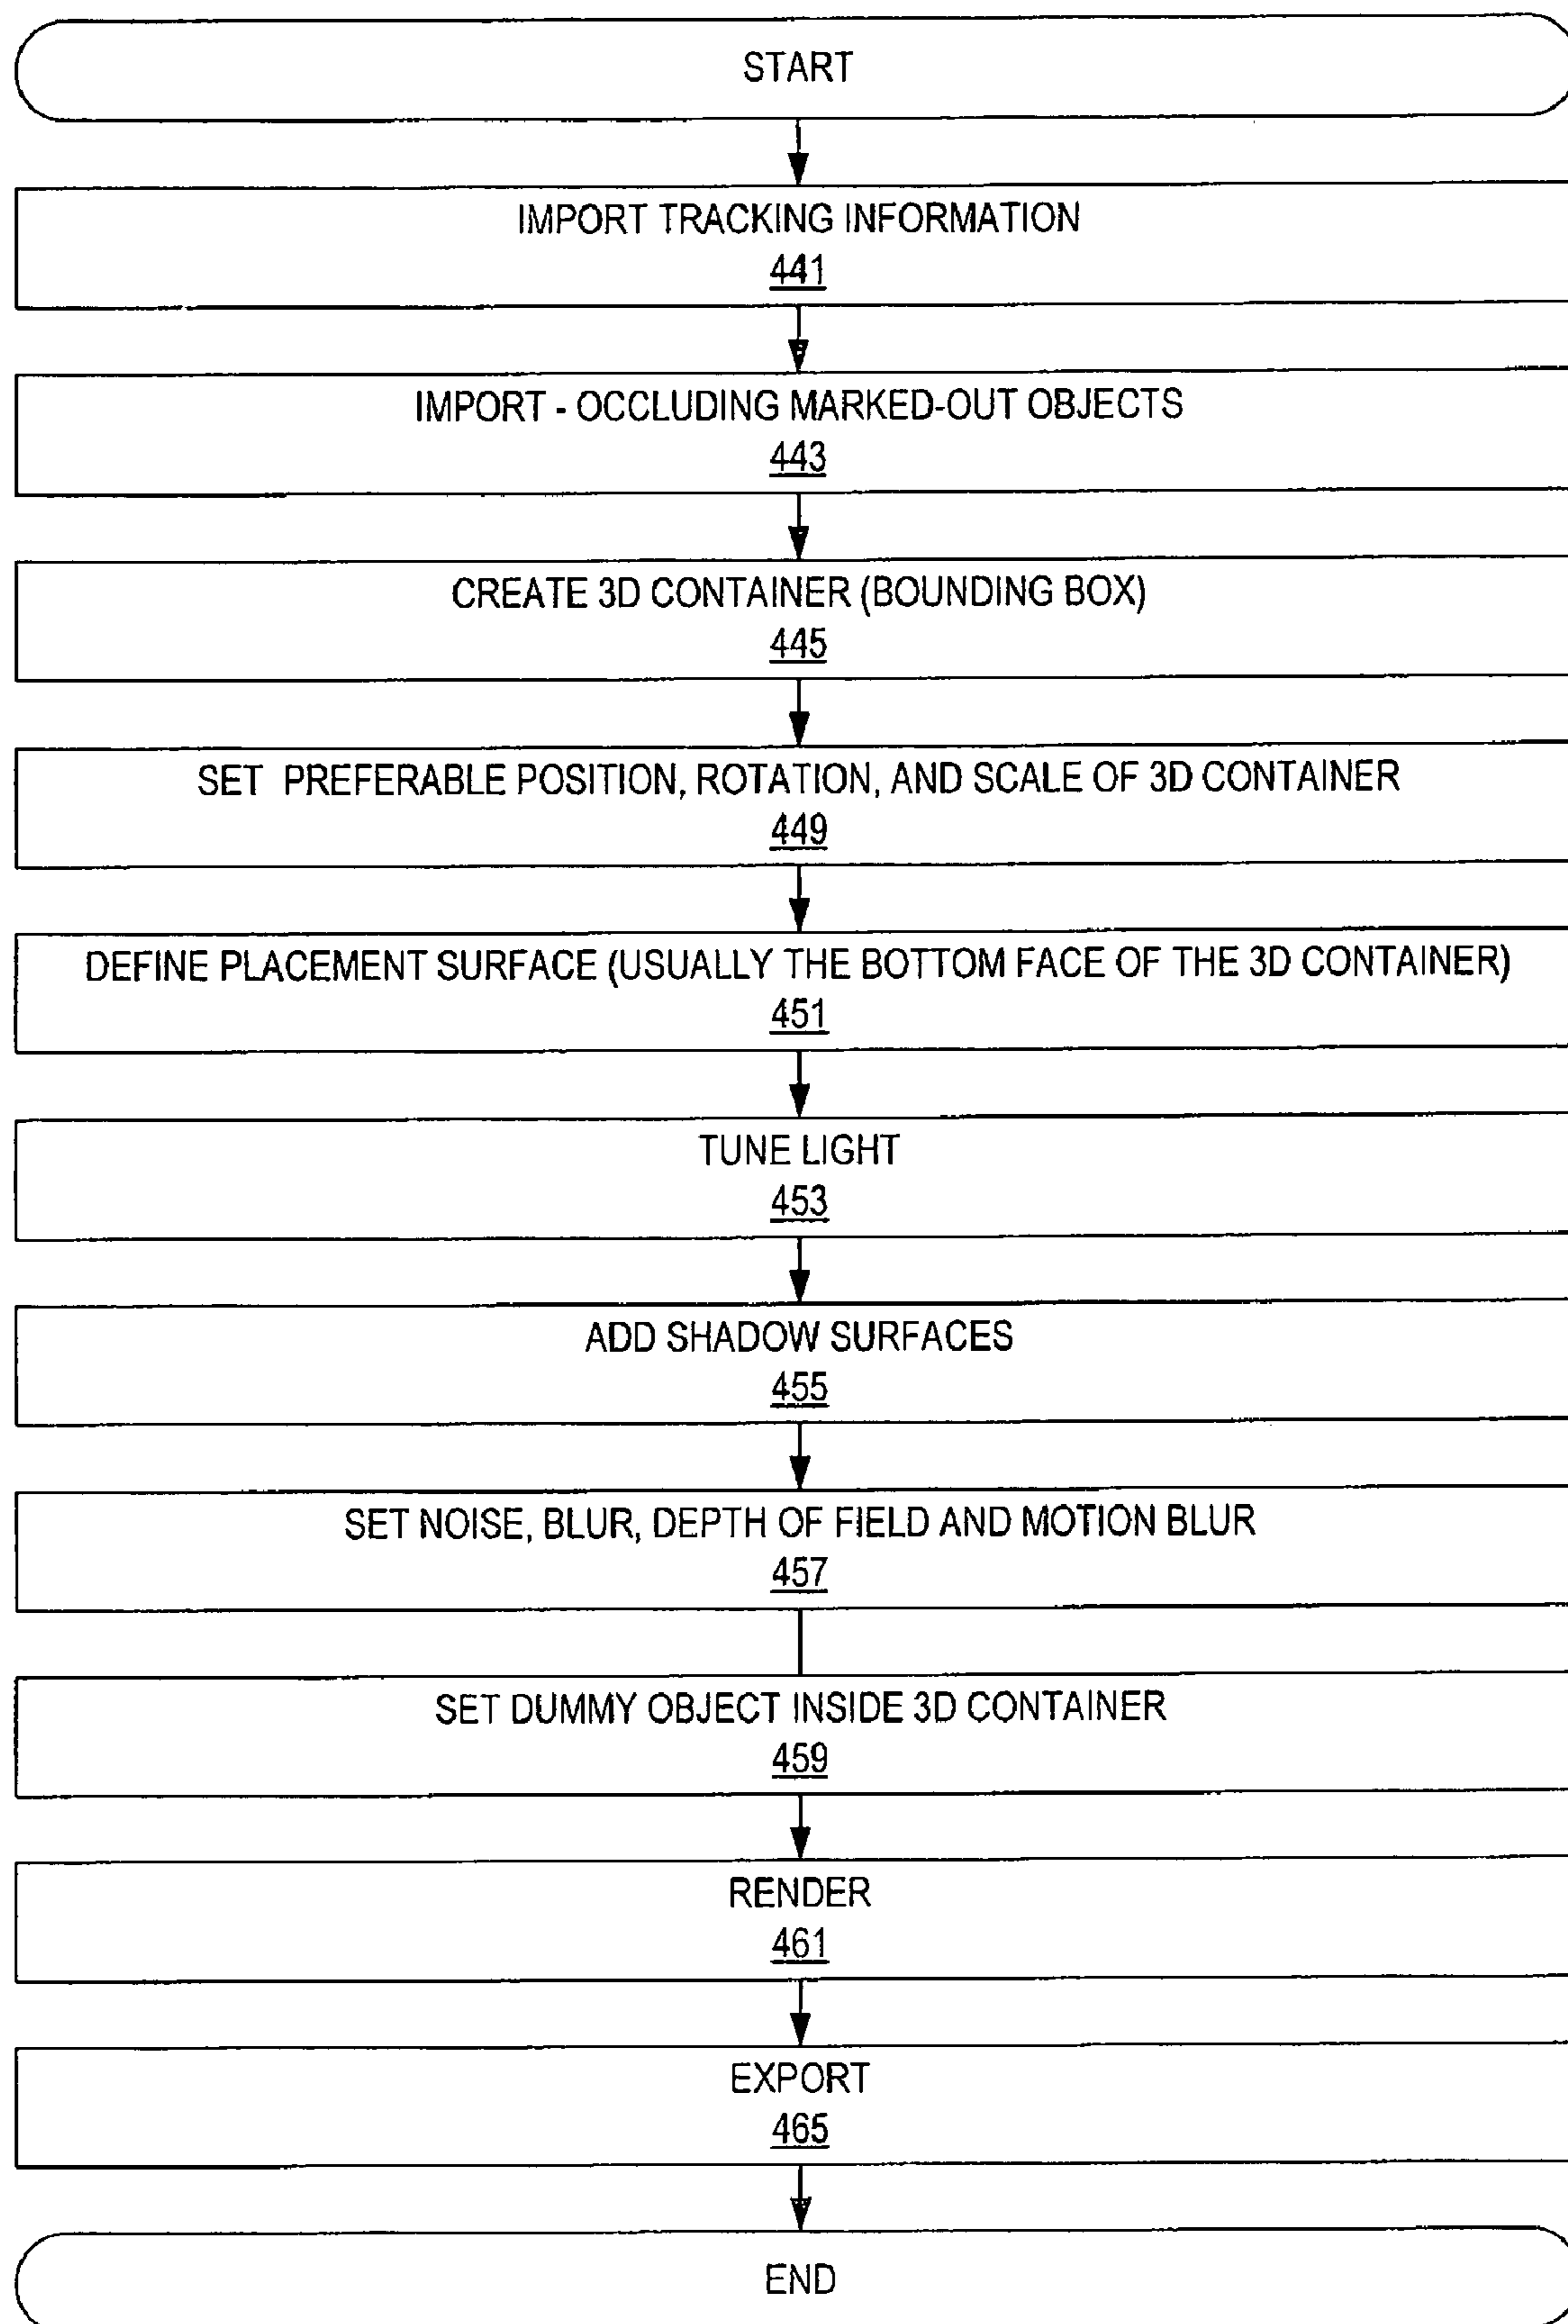 START
IMPORT TRACKING INFORMATION
441
IMPORT - OCCLUDING MARKED-OUT OBJECTS
443
CREATE 3D CONTAINER (BOUNDING BOX)
445
SET PREFERABLE POSITION, ROTATION, AND SCALE OF 3D CONTAINER
449
DEFINE PLACEMENT SURFACE (USUALLY THE BOTTOM FACE OF THE 3D CONTAINER)
451
TUNE LIGHT
453
ADD SHADOW SURFACES
455
SET NOISE, BLUR, DEPTH OF FIELD AND MOTION BLUR
457
SET DUMMY OBJECT INSIDE 3D CONTAINER
459
RENDER
461
EXPORT
465
END